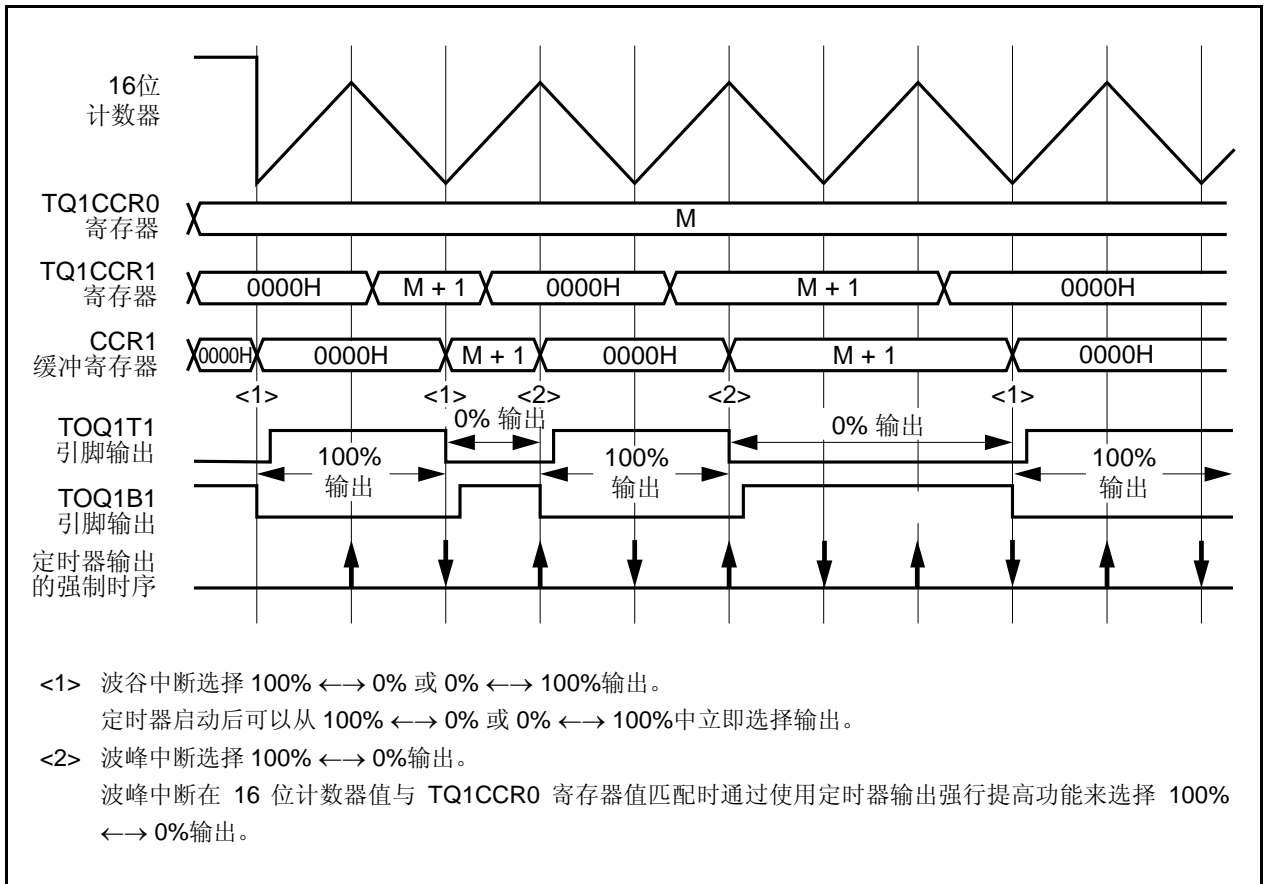 16位
计数器
TQ1CCR0
寄存器
M
TQ1CCR1
寄存器
0000H
M + 1
0000H
M + 1
0000H
CCR1
缓冲寄存器
0000H
0000H
M + 1
0000H
M + 1
0000H
<1>
<1>
<2>
<2>
<1>
TOQ1T1
引脚输出
0% 输出
0% 输出
100%
输出
100%
输出
100%
输出
TOQ1B1
引脚输出
定时器输出
的强制时序
<1> 波谷中断选择 100% ←→ 0% 或 0% ←→ 100%输出。
定时器启动后可以从 100% ←→ 0% 或 0% ←→ 100%中立即选择输出。
<2> 波峰中断选择 100% ←→ 0%输出。
波峰中断在 16 位计数器值与 TQ1CCR0 寄存器值匹配时通过使用定时器输出强行提高功能来选择 100%
←→ 0%输出。